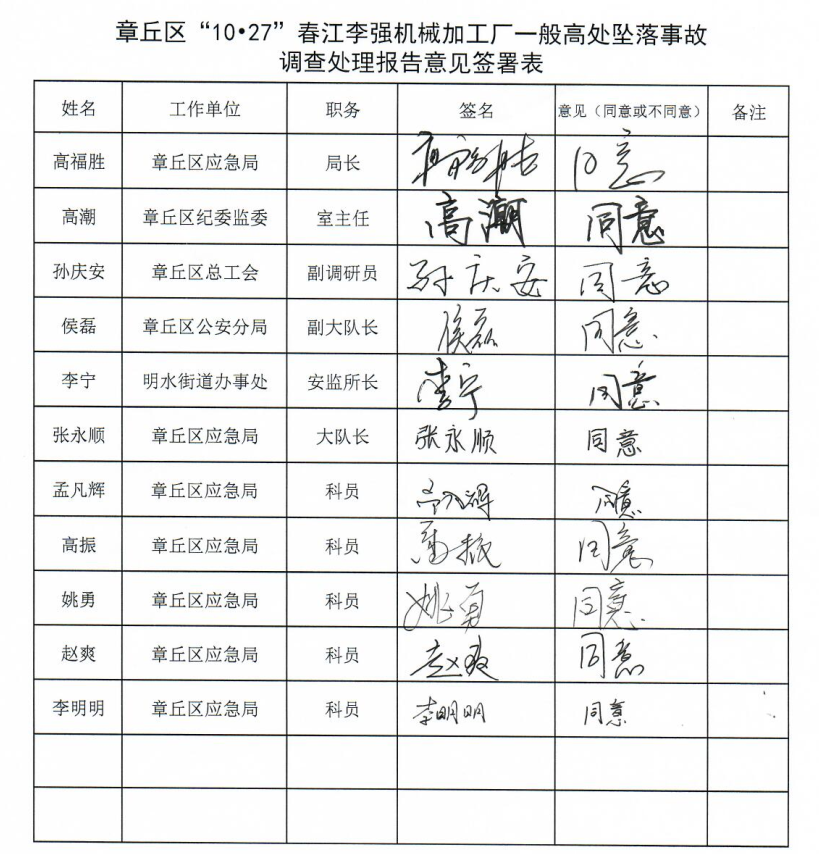 章丘区“10•27”春江李强机械加工厂一般高处坠落事故
调查处理报告意见签署表
姓名 工作单位 职务 签名 意见（同意或不同意） 备注
高福胜 章丘区应急局 局长 高福胜 同意
高潮 章丘区纪委监委 室主任 高潮 同意
孙庆安 章丘区总工会 副调研员 孙庆安 同意
侯磊 章丘区公安分局 副大队长 侯磊 同意
李宁 明水街道办事处 安监所长 李宁 同意
张永顺 章丘区应急局 大队长 张永顺 同意
孟凡辉 章丘区应急局 科员 孟凡辉 同意
高振 章丘区应急局 科员 高振 同意
姚勇 章丘区应急局 科员 姚勇 同意
赵爽 章丘区应急局 科员 赵爽 同意
李明明 章丘区应急局 科员 李明明 同意